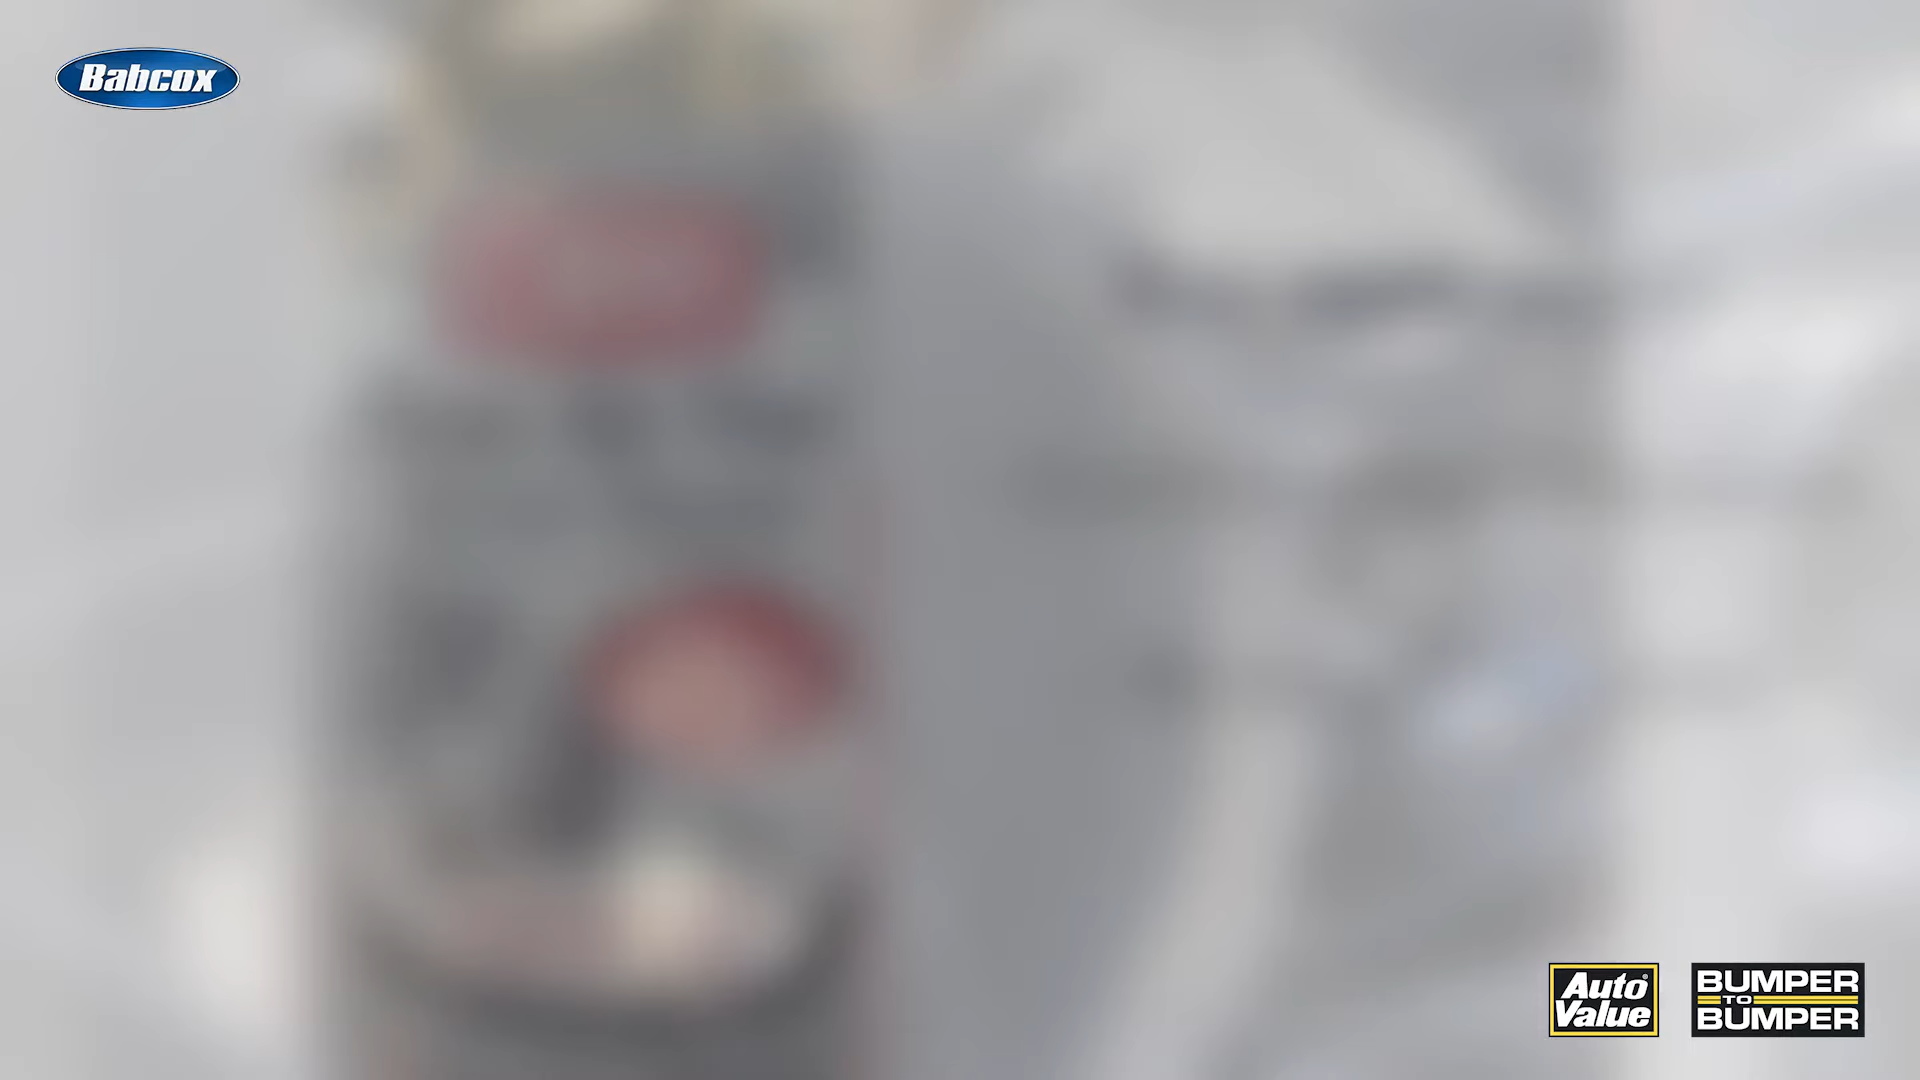 Babcox
Auto
Value
BUMPER
TO
BUMPER